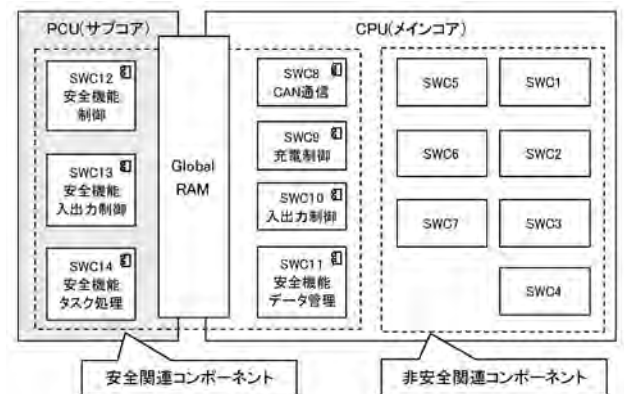 PCU(サブコア)
CPU(メインコア)
SWC12
安全機能
制御
SWC13
安全機能
入出力制御
SWC14
安全機能
タスク処理
Global
RAM
SWC8
CAN通信
SWC9
充電制御
SWC10
入出力制御
SWC11
安全機能
データ管理
SWC5
SWC1
SWC6
SWC2
SWC7
SWC3
SWC4
安全関連コンポーネント
非安全関連コンポーネント